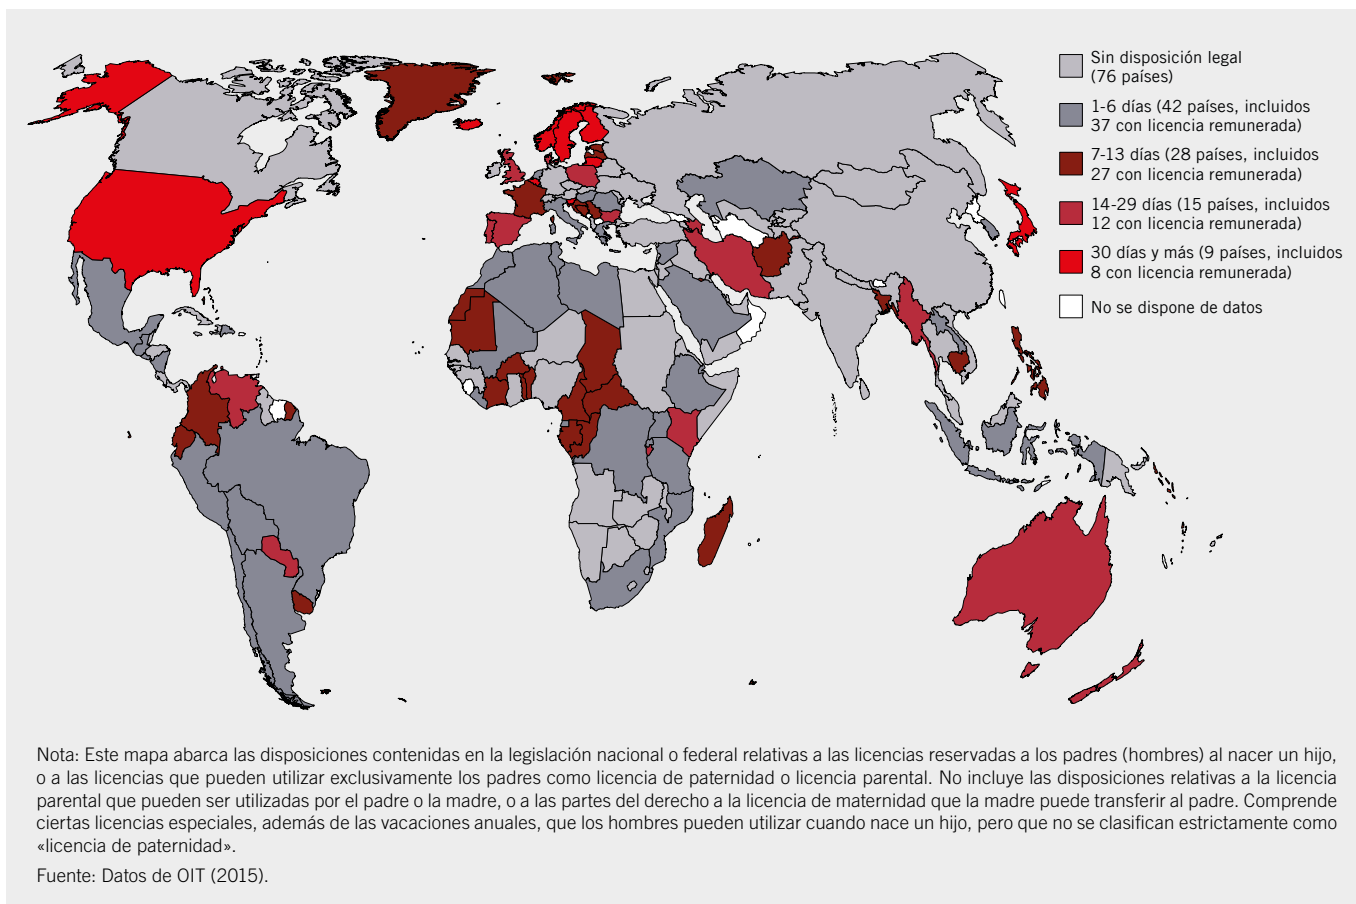 Sin disposición legal
(76 países)
1-6 días (42 países, incluidos
37 con licencia remunerada)
7-13 días (28 países, incluidos
27 con licencia remunerada)
14-29 días (15 países, incluidos
12 con licencia remunerada)
30 días y más (9 países, incluidos
8 con licencia remunerada)
No se dispone de datos
Nota: Este mapa abarca las disposiciones contenidas en la legislación nacional o federal relativas a las licencias reservadas a los padres (hombres) al nacer un hijo,
o a las licencias que pueden utilizar exclusivamente los padres como licencia de paternidad o licencia parental. No incluye las disposiciones relativas a la licencia
parental que pueden ser utilizadas por el padre o la madre, o a las partes del derecho a la licencia de maternidad que la madre puede transferir al padre. Comprende
ciertas licencias especiales, además de las vacaciones anuales, que los hombres pueden utilizar cuando nace un hijo, pero que no se clasifican estrictamente como
«licencia de paternidad».
Fuente: Datos de OIT (2015).